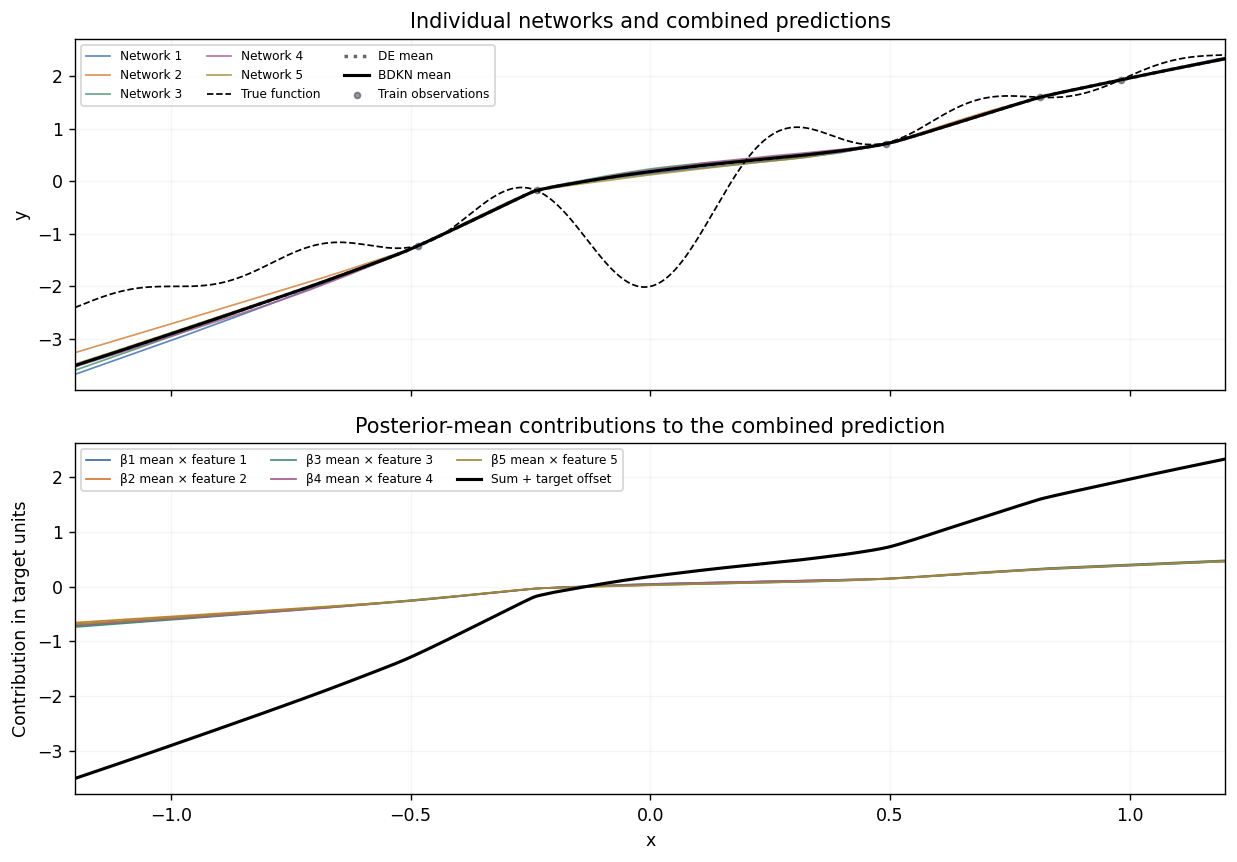 Individual networks and combined predictions
Network 1
Network 2
Network 3
Network 4
Network 5
True function
DE mean
BDKN mean
Train observations
2
1
0
−1
−2
−3
y
Posterior-mean contributions to the combined prediction
β1 mean × feature 1
β2 mean × feature 2
β3 mean × feature 3
β4 mean × feature 4
β5 mean × feature 5
Sum + target offset
2
1
0
−1
−2
−3
Contribution in target units
−1.0
−0.5
0.0
0.5
1.0
x